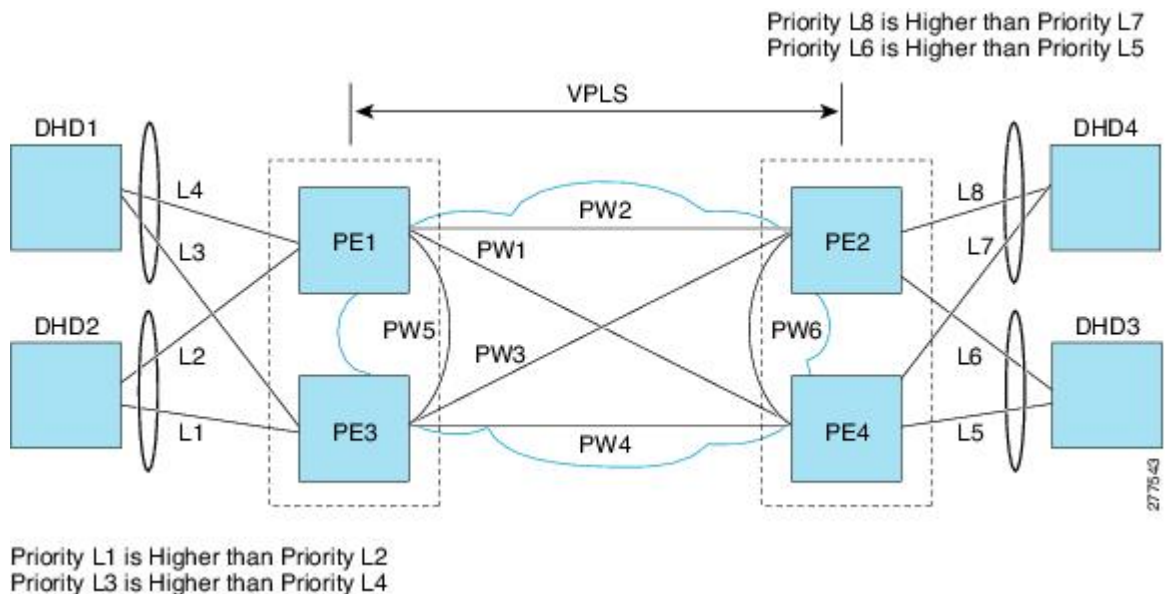 Priority L8 is Higher than Priority L7
Priority L6 is Higher than Priority L5
VPLS
DHD1
DHD4
L4
L8
PW2
PE1
PE2
L3
PW1
L7
DHD2
DHD3
PW5
PW6
L2
PW3
L6
L1
PE3
PW4
PE4
L5
277543
Priority L1 is Higher than Priority L2
Priority L3 is Higher than Priority L4